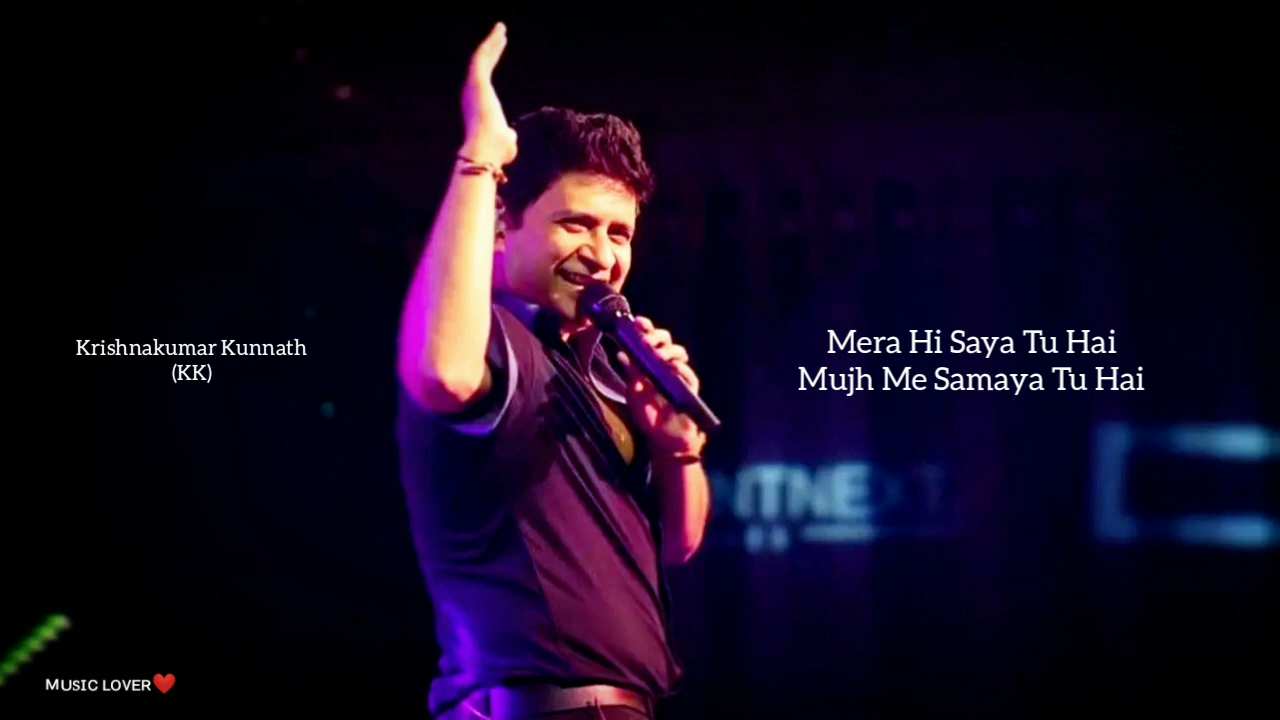 Krishnakumar Kunnath
(KK)
Mera Hi Saya Tu Hai
Mujh Me Samaya Tu Hai
MUSIC LOVER❤️